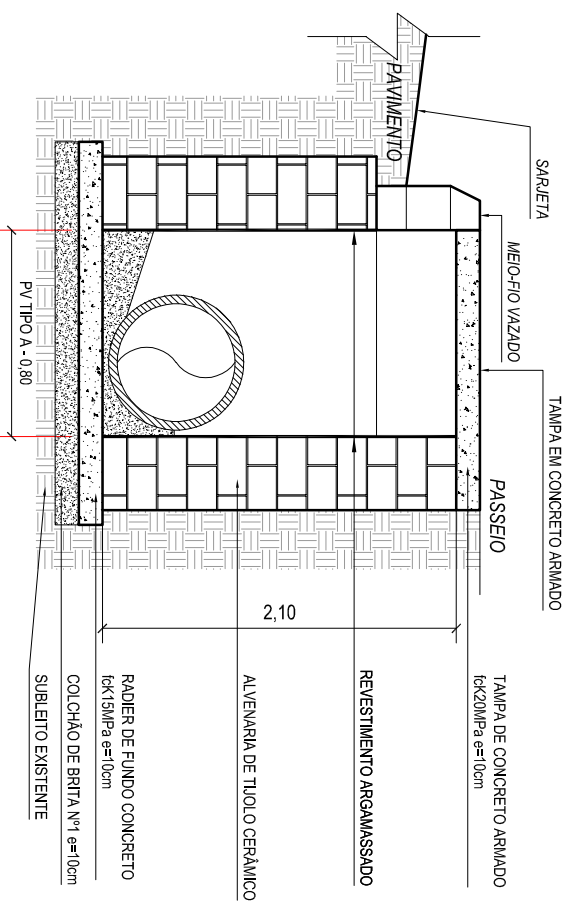 SARJETA
MEIO-FIO VAZADO
TAMPA EM CONCRETO ARMADO
PAVIMENTO
PASSEIO
TAMPA DE CONCRETO ARMADO
fcK20MPa e=10cm
REVESTIMENTO ARGAMASSADO
2,10
ALVENARIA DE TIJOLO CERÂMICO
RADIER DE FUNDO CONCRETO
fcK15MPa e=10cm
COLCHÃO DE BRITA Nº1 e=10cm
SUBLEITO EXISTENTE
PV TIPO A - 0,80